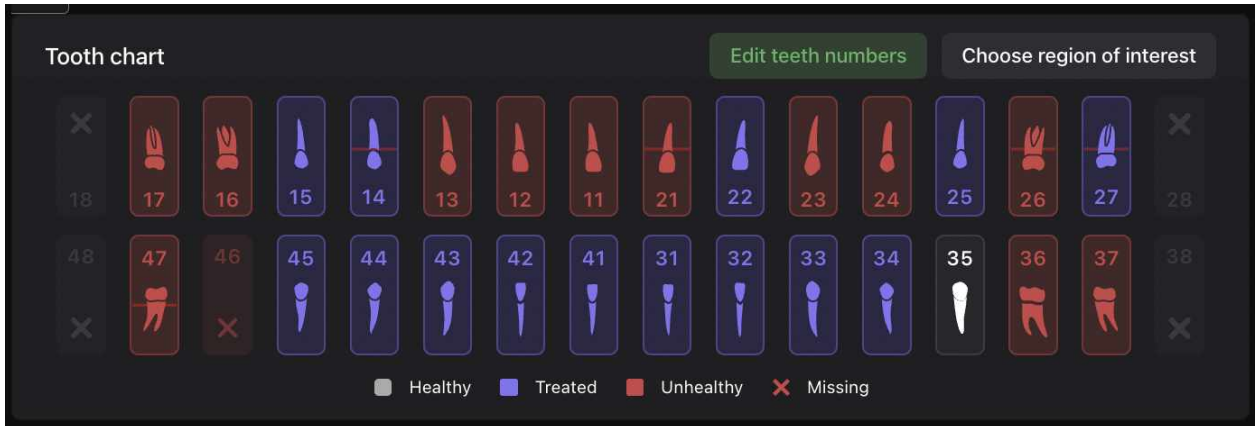 Tooth chart Edit teeth numbers Choose region of interest
18 17 16 15 14 13 12 11 21 22 23 24 25 26 27 28
48 47 46 45 44 43 42 41 31 32 33 34 35 36 37 38
Healthy Treated Unhealthy Missing